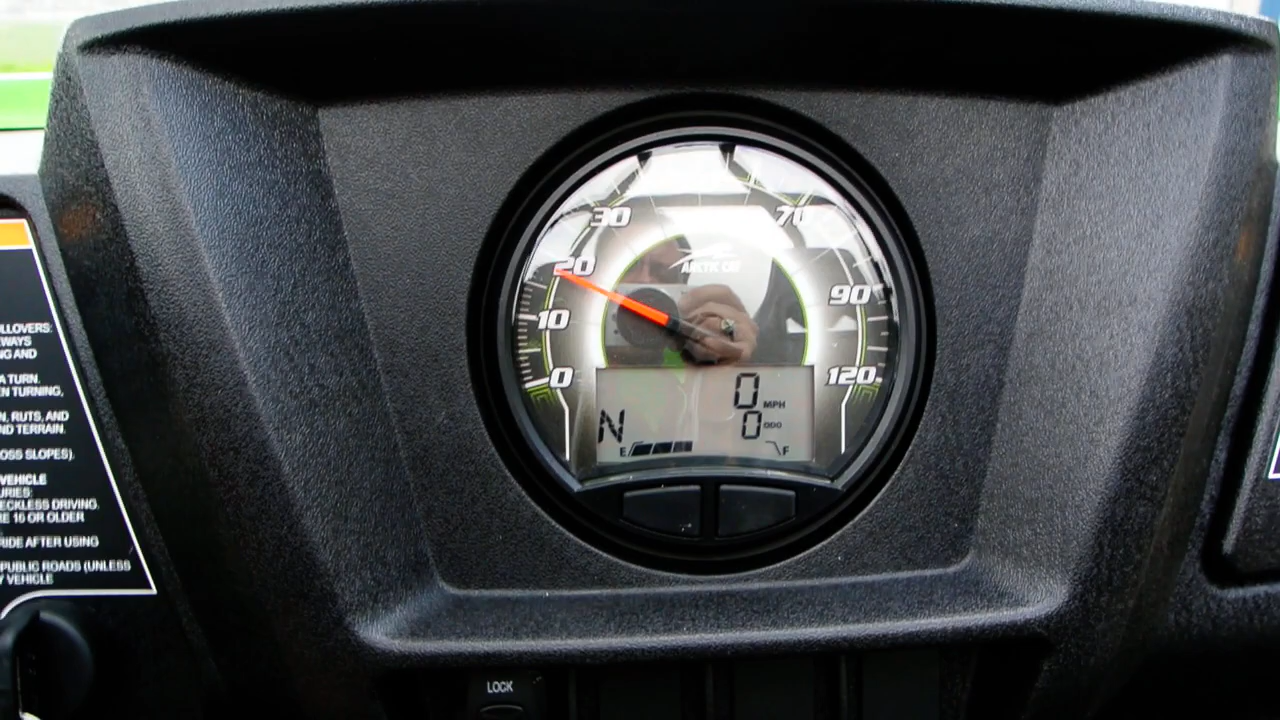 30
70
20
ARCTIC CAT
90
10
0
120
0 MPH
N
0 ODO
E
F
LLOVERS:
WAYS
NG AND
A TURN.
EN TURNING,
N, RUTS, AND
ND TERRAIN.
OSS SLOPES).
VEHICLE
URIES:
ECKLESS DRIVING.
RE 16 OR OLDER
RIDE AFTER USING
PUBLIC ROADS (UNLESS
Y VEHICLE
LOCK